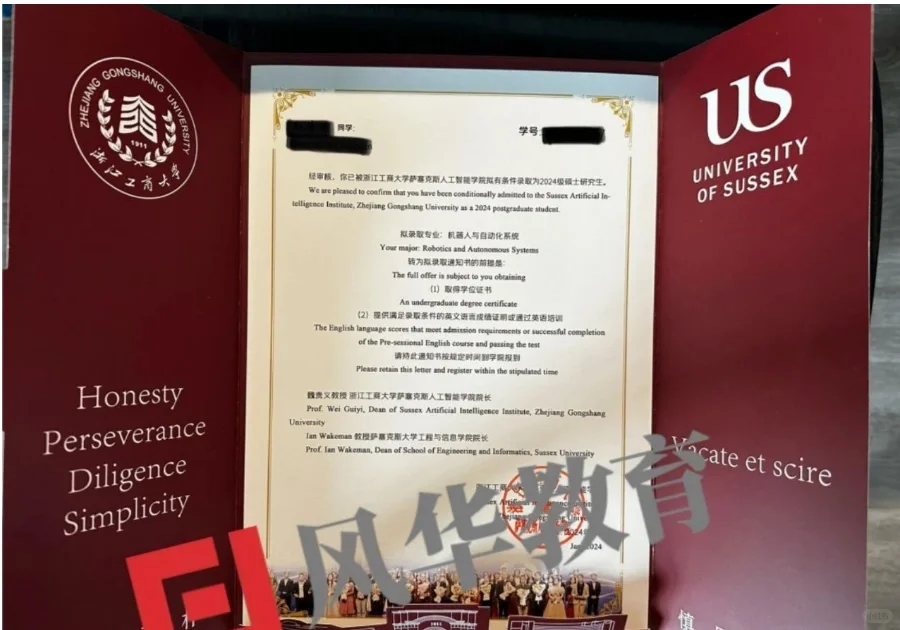 ZHEJIANG GONGSHANG UNIVERSITY
1911
浙江工商大学
Honesty
Perseverance
Diligence
Simplicity
同学:
学号:
经审核,你已被浙江工商大学萨塞克斯人工智能学院拟有条件录取为2024级硕士研究生。
We are pleased to confirm that you have been conditionally admitted to the Sussex Artificial In-
telligence Institute, Zhejiang Gongshang University as a 2024 postgraduate student.
拟录取专业:机器人与自动化系统
Your major: Robotics and Autonomous Systems
转为拟录取通知书的前提是:
The full offer is subject to you obtaining
(1)取得学位证书
An undergraduate degree certificate
(2)提供满足录取条件的英文语言成绩证明或通过英语培训
The English language scores that meet admission requirements or successful completion
of the Pre-sessional English course and passing the test
请持此通知书按规定时间到学院报到
Please retain this letter and register within the stipulated time
魏贵义教授 浙江工商大学萨塞克斯人工智能学院院长
Prof. Wei Guiyi, Dean of Sussex Artificial Intelligence Institute, Zhejiang Gongshang
University
Ian Wakeman 教授萨塞克斯大学工程与信息学院院长
Prof. Ian Wakeman, Dean of School of Engineering and Informatics, Sussex University
2024
US
UNIVERSITY
OF SUSSEX
Vacate et scire
风华教育
慎